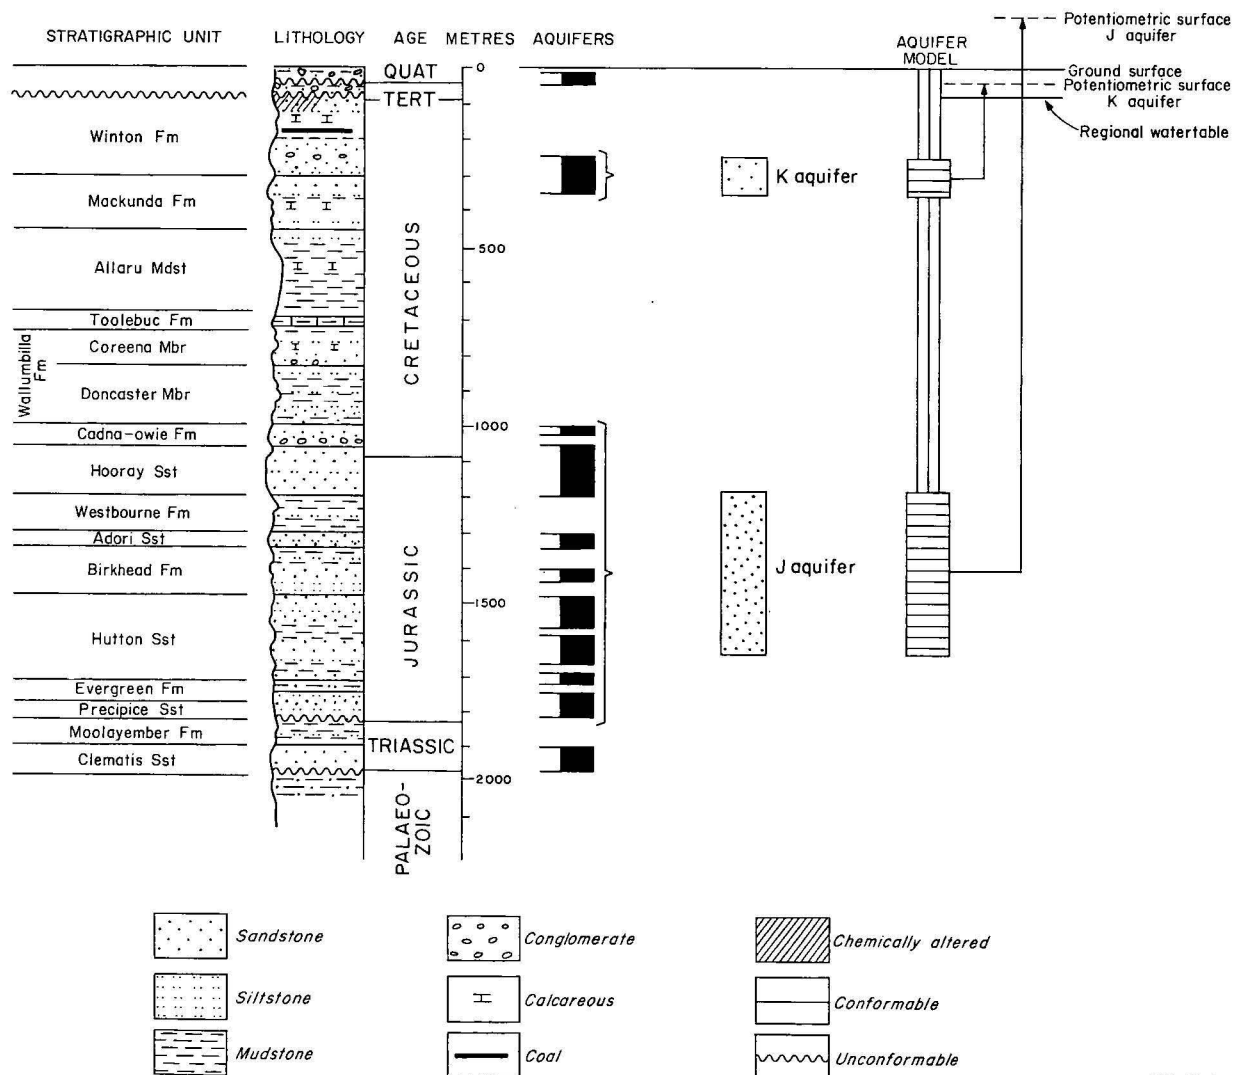 STRATIGRAPHIC UNIT LITHOLOGY AGE METRES AQUIFERS
AQUIFER
MODEL
Potentiometric surface
J aquifer
Ground surface
Potentiometric surface
K aquifer
Regional watertable
QUAT
TERT
CRETACEOUS
JURASSIC
TRIASSIC
PALAEO-
ZOIC
0
500
1000
1500
2000
Winton Fm
Mackunda Fm
Allaru Mdst
Toolebuc Fm
Wallumbilla
Fm
Coreena Mbr
Doncaster Mbr
Cadna-owie Fm
Hooray Sst
Westbourne Fm
Adori Sst
Birkhead Fm
Hutton Sst
Evergreen Fm
Precipice Sst
Moolayember Fm
Clematis Sst
K aquifer
J aquifer
Sandstone
Conglomerate
Chemically altered
Siltstone
Calcareous
Conformable
Mudstone
Coal
Unconformable